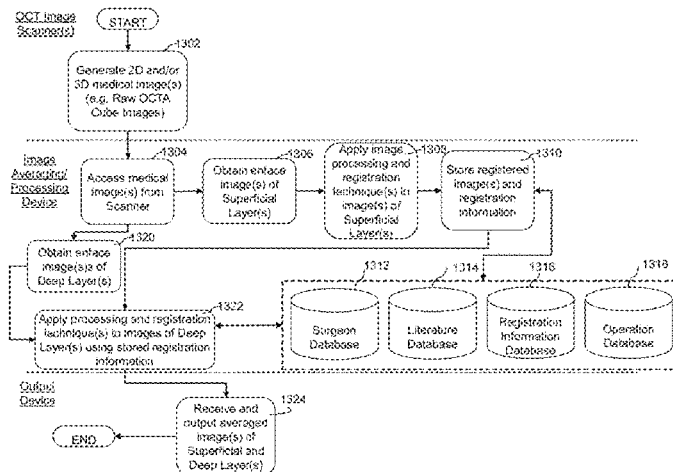 OCT Image
Scanner(s)
START
1302
Generate 2D and/or
3D medical image(s)
(e.g. Raw OCTA
Cube Images)
Image
Averaging/
Processing
Device
1304
Access medical
image(s) from
Scanner
1306
Obtain enface
image(s) of
Superficial Layer(s)
1308
Apply image
processing and
registration
technique(s) in
image(s) of
Superficial Layer(s)
1310
Store registered
image(s) and
registration
information
1320
Obtain enface
image(s)s of
Deep Layer(s)
1322
Apply processing and registration
technique(s) to images of Deep
Layer(s) using stored registration
information
1312
Surgeon
Database
1314
Literature
Database
1316
Registration
Information
Database
1318
Operation
Database
Output
Device
1324
Receive and
output averaged
image(s) of
Superficial and
Deep Layer(s)
END